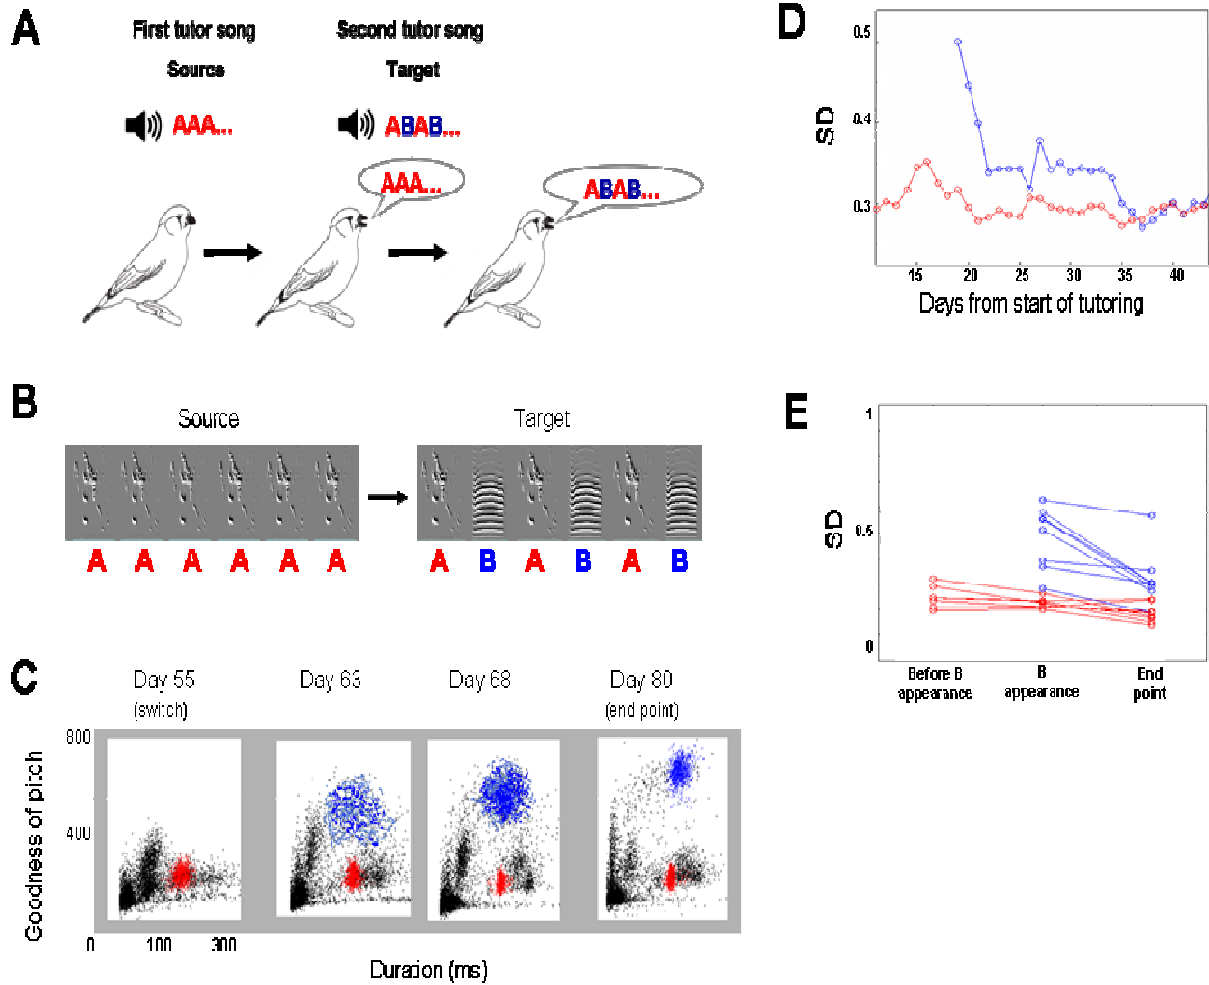 A
First tutor song
Second tutor song
Source
Target
AAA...
ABAB...
AAA...
ABAB...
B
Source
Target
A A A A A A
A B A B A B
C
Day 55
(switch)
Day 63
Day 68
Day 80
(end point)
800
400
Goodness of pitch
0
100
300
Duration (ms)
D
0.5
0.4
0.3
SD
15
20
25
30
35
40
Days from start of tutoring
E
1
0.5
0
SD
Before B
appearance
B
appearance
End
point